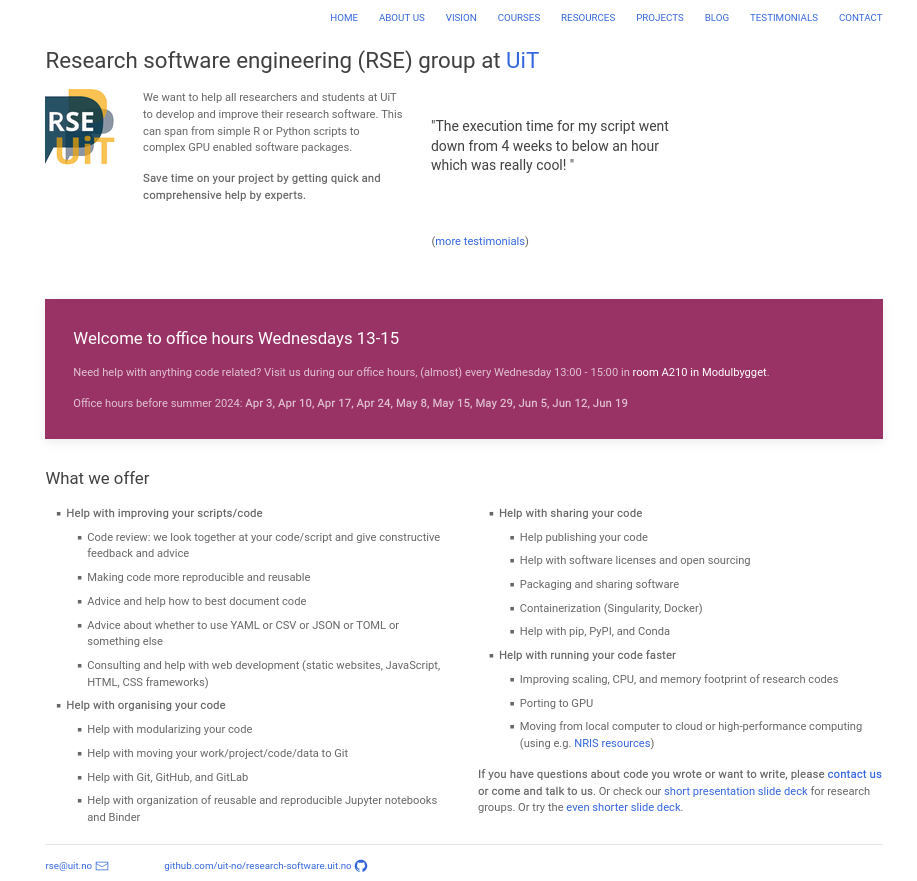 HOME ABOUT US VISION COURSES RESOURCES PROJECTS BLOG TESTIMONIALS CONTACT
Research software engineering (RSE) group at UiT
RSE
UiT
We want to help all researchers and students at UiT
to develop and improve their research software. This
can span from simple R or Python scripts to
complex GPU enabled software packages.
Save time on your project by getting quick and
comprehensive help by experts.
"The execution time for my script went
down from 4 weeks to below an hour
which was really cool! "
(more testimonials)
Welcome to office hours Wednesdays 13-15
Need help with anything code related? Visit us during our office hours, (almost) every Wednesday 13:00 - 15:00 in room A210 in Modulbygget.
Office hours before summer 2024: Apr 3, Apr 10, Apr 17, Apr 24, May 8, May 15, May 29, Jun 5, Jun 12, Jun 19
What we offer
▪ Help with improving your scripts/code
▪ Code review: we look together at your code/script and give constructive
feedback and advice
▪ Making code more reproducible and reusable
▪ Advice and help how to best document code
▪ Advice about whether to use YAML or CSV or JSON or TOML or
something else
▪ Consulting and help with web development (static websites, JavaScript,
HTML, CSS frameworks)
▪ Help with organising your code
▪ Help with modularizing your code
▪ Help with moving your work/project/code/data to Git
▪ Help with Git, GitHub, and GitLab
▪ Help with organization of reusable and reproducible Jupyter notebooks
and Binder
▪ Help with sharing your code
▪ Help publishing your code
▪ Help with software licenses and open sourcing
▪ Packaging and sharing software
▪ Containerization (Singularity, Docker)
▪ Help with pip, PyPI, and Conda
▪ Help with running your code faster
▪ Improving scaling, CPU, and memory footprint of research codes
▪ Porting to GPU
▪ Moving from local computer to cloud or high-performance computing
(using e.g. NRIS resources)
If you have questions about code you wrote or want to write, please contact us
or come and talk to us. Or check our short presentation slide deck for research
groups. Or try the even shorter slide deck.
rse@uit.no github.com/uit-no/research-software.uit.no